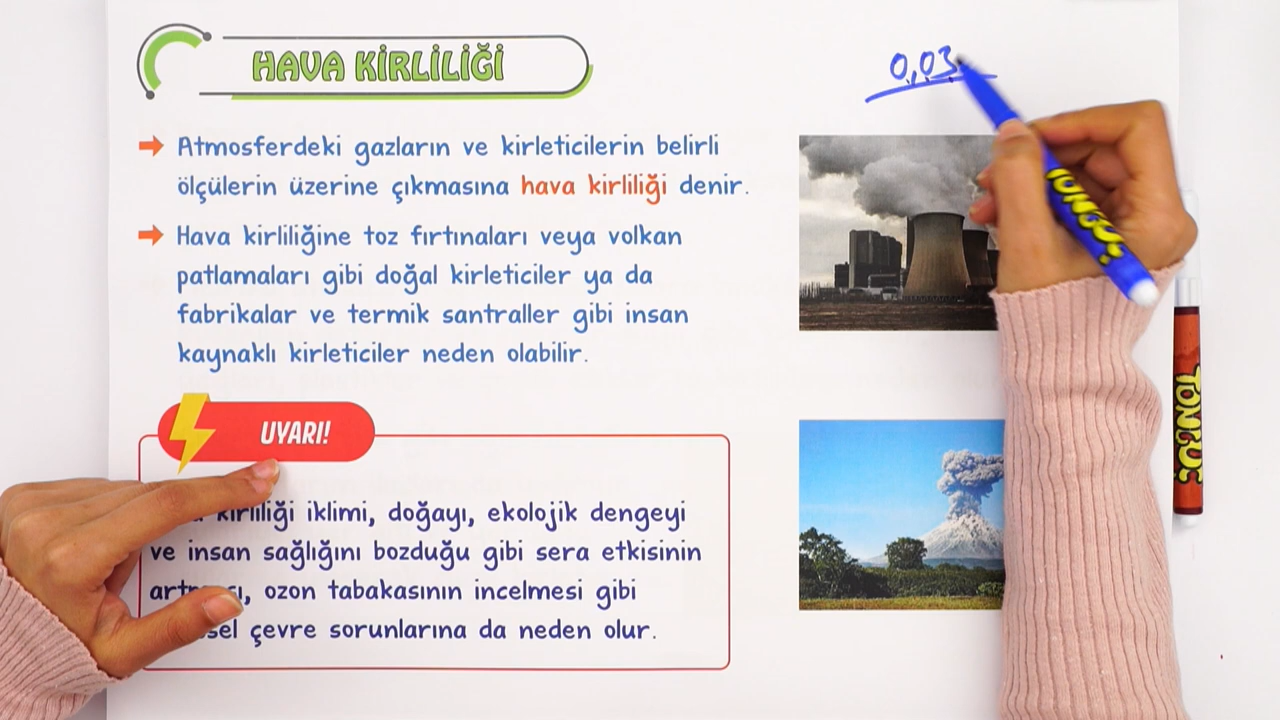 HAVA KİRLİLİĞİ
0,03
Atmosferdeki gazların ve kirleticilerin belirli
ölçülerin üzerine çıkmasına hava kirliliği denir.
Hava kirliliğine toz fırtınaları veya volkan
patlamaları gibi doğal kirleticiler ya da
fabrikalar ve termik santraller gibi insan
kaynaklı kirleticiler neden olabilir.
UYARI!
kirliliği iklimi, doğayı, ekolojik dengeyi
ve insan sağlığını bozduğu gibi sera etkisinin
ozon tabakasının incelmesi gibi
çevre sorunlarına da neden olur.
TONGUÇ
TONGUÇ